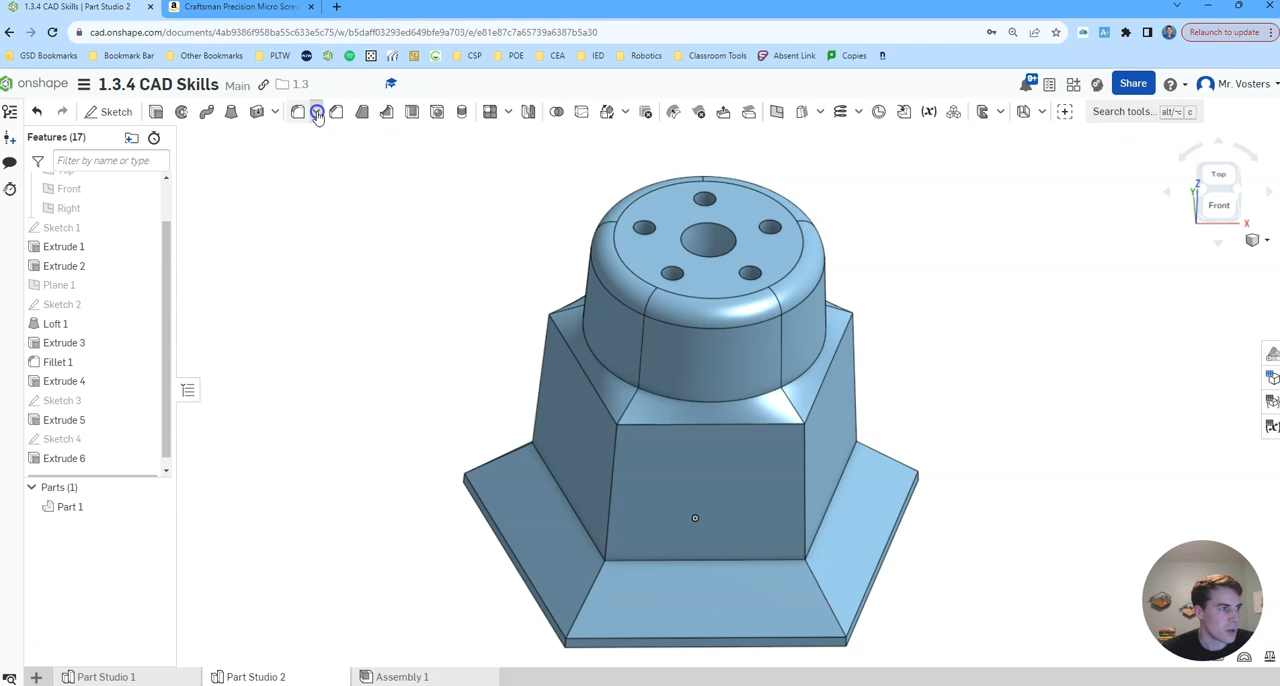 1.3.4 CAD Skills | Part Studio 2
Craftsman Precision Micro Scre
cad.onshape.com/documents/4ab9386f958ba55c633e5c75/w/b5daff03293ed649bfe9a703/e/e81e87c7a65739a6387b5a30
Relaunch to update
GSD Bookmarks
Bookmark Bar
Other Bookmarks
PLTW
CSP
POE
CEA
IED
Robotics
Classroom Tools
Absent Link
Copies
onshape
1.3.4 CAD Skills
Main
1.3
9+
Share
Mr. Vosters
Sketch
Search tools...
alt/⌥
c
Features (17)
Filter by name or type
Front
Right
Sketch 1
Extrude 1
Extrude 2
Plane 1
Sketch 2
Loft 1
Extrude 3
Fillet 1
Extrude 4
Sketch 3
Extrude 5
Sketch 4
Extrude 6
Parts (1)
Part 1
Top
Z
Y
Front
X
Part Studio 1
Part Studio 2
Assembly 1